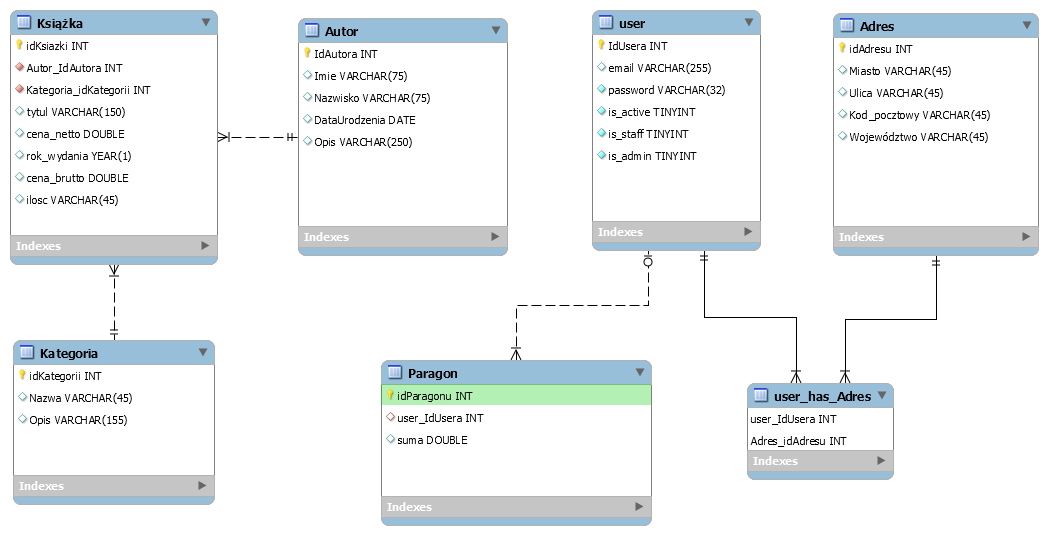 Książka
idKsiazki INT
Autor_IdAutora INT
Kategoria_idKategorii INT
tytul VARCHAR(150)
cena_netto DOUBLE
rok_wydania YEAR(1)
cena_brutto DOUBLE
ilosc VARCHAR(45)
Indexes
Autor
IdAutora INT
Imie VARCHAR(75)
Nazwisko VARCHAR(75)
DataUrodzenia DATE
Opis VARCHAR(250)
Indexes
user
IdUsera INT
email VARCHAR(255)
password VARCHAR(32)
is_active TINYINT
is_staff TINYINT
is_admin TINYINT
Indexes
Adres
idAdresu INT
Miasto VARCHAR(45)
Ulica VARCHAR(45)
Kod_pocztowy VARCHAR(45)
Województwo VARCHAR(45)
Indexes
Kategoria
idKategorii INT
Nazwa VARCHAR(45)
Opis VARCHAR(155)
Indexes
Paragon
idParagonu INT
user_IdUsera INT
suma DOUBLE
Indexes
user_has_Adres
user_IdUsera INT
Adres_idAdresu INT
Indexes